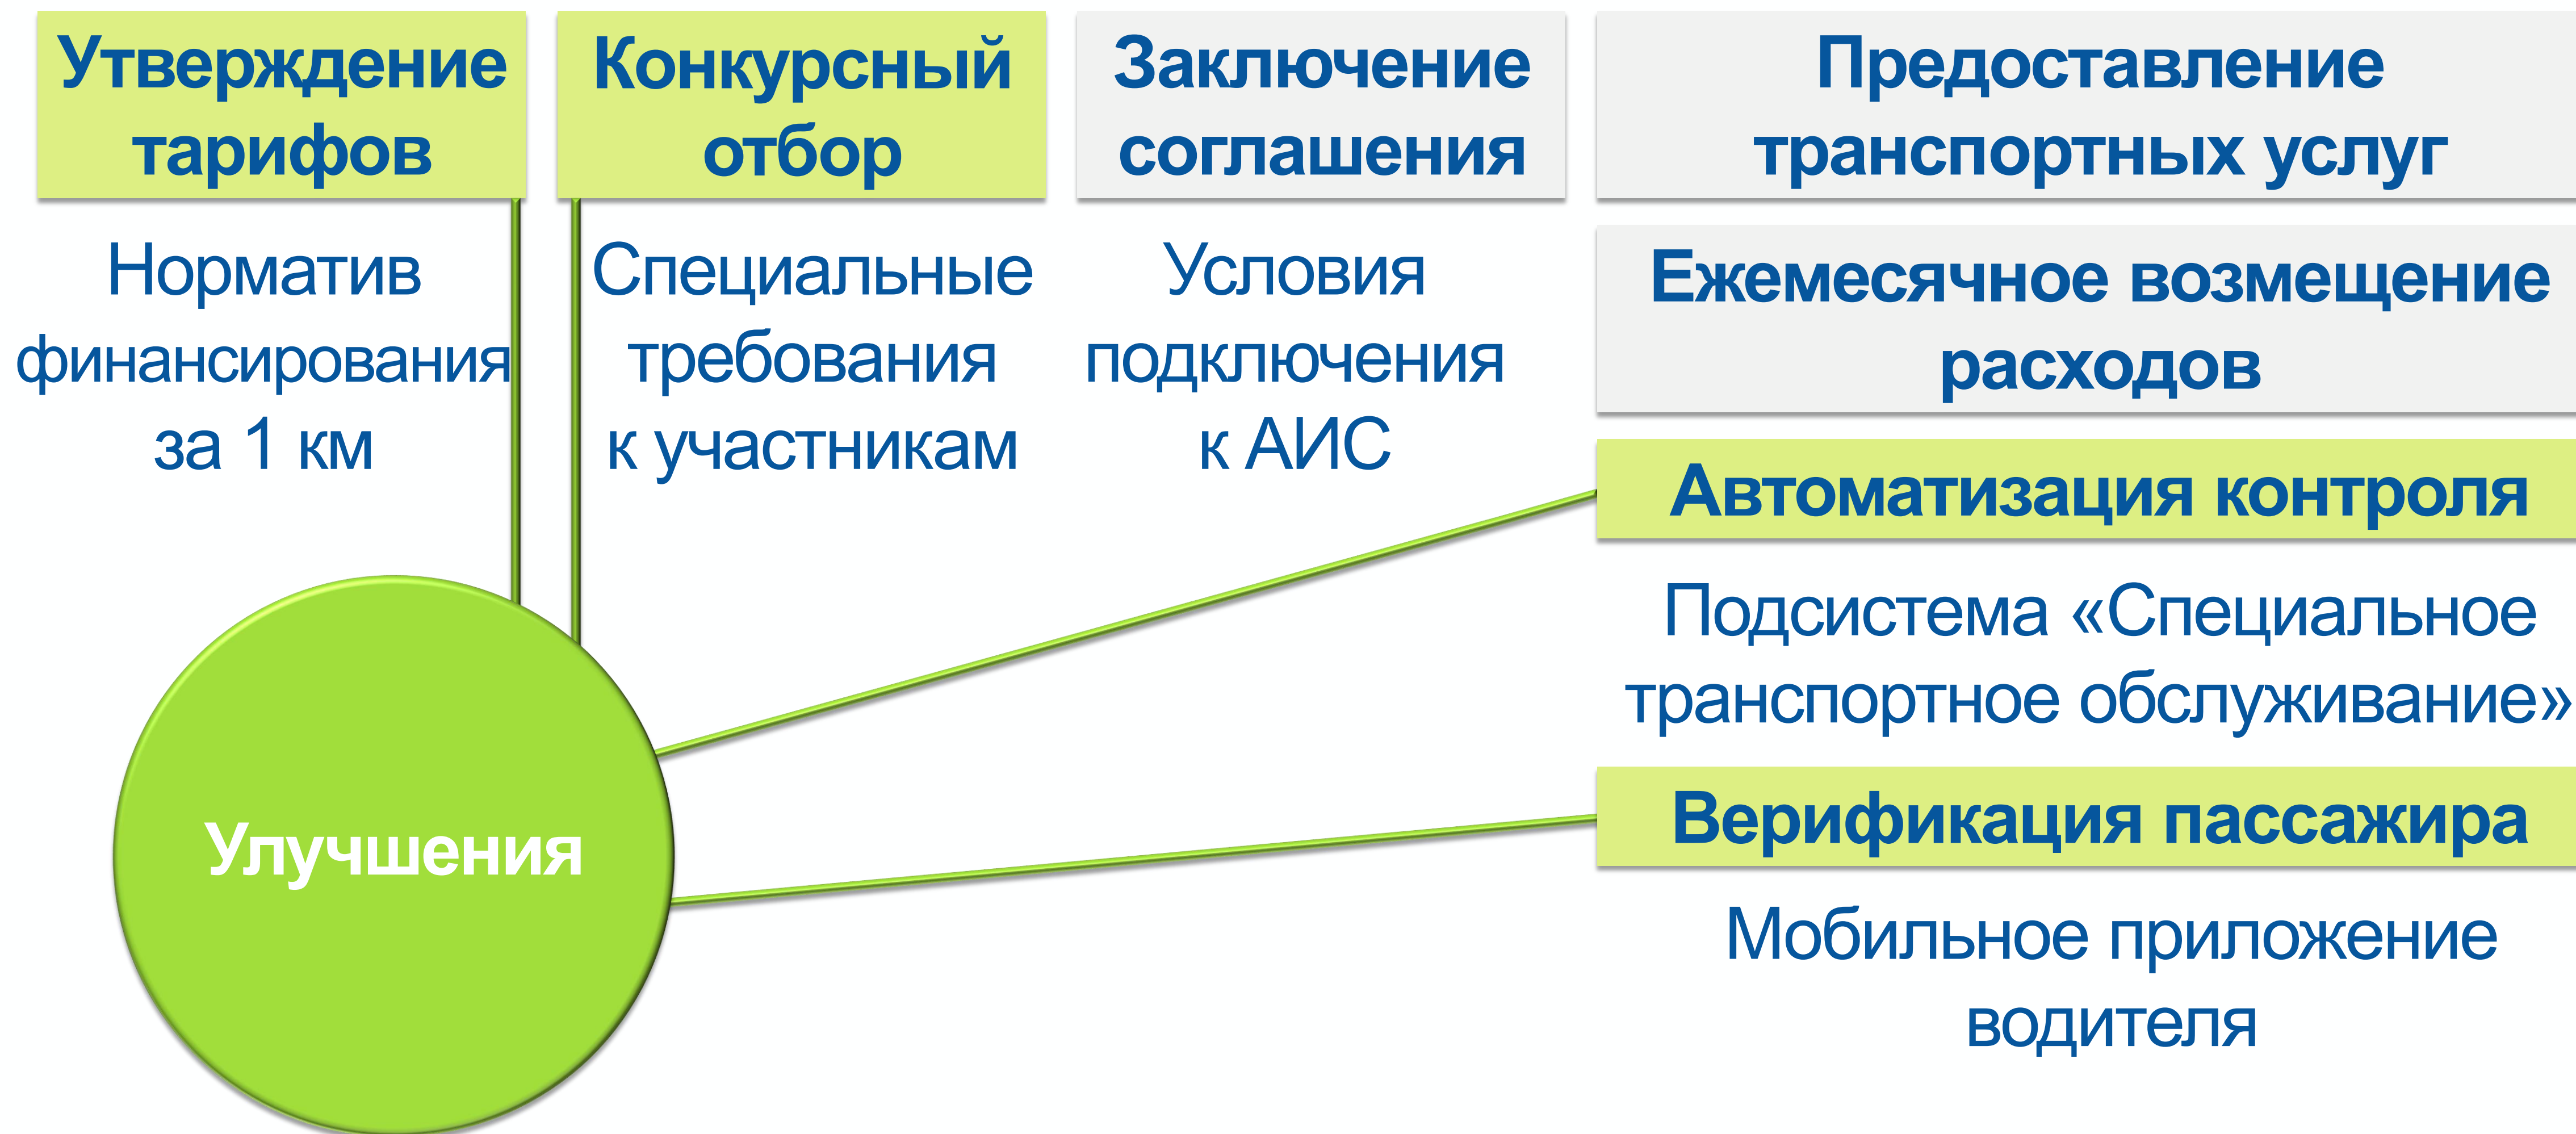 Утверждение
тарифов
Норматив
финансирования
за 1 км
Конкурсный
отбор
Специальные
требования
к участникам
Заключение
соглашения
Условия
подключения
к АИС
Предоставление
транспортных услуг
Ежемесячное возмещение
расходов
Автоматизация контроля
Подсистема «Специальное
транспортное обслуживание»
Верификация пассажира
Мобильное приложение
водителя
Улучшения